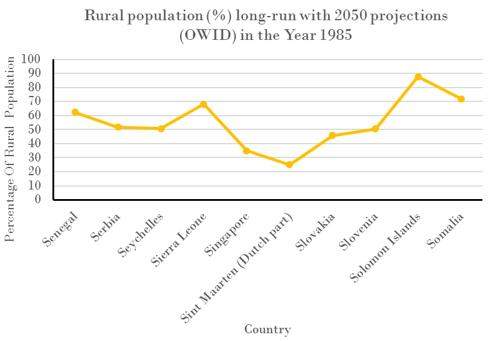 Rural population (%) long-run with 2050 projections
(OWID) in the Year 1985
Percentage Of Rural Population
100
90
80
70
60
50
40
30
20
10
0
Senegal
Serbia
Seychelles
Sierra Leone
Singapore
Sint Maarten (Dutch part)
Slovakia
Slovenia
Solomon Islands
Somalia
Country